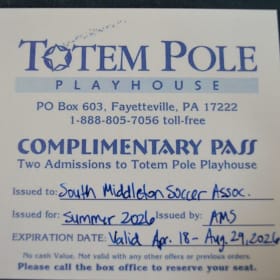 TOTEM POLE
PLAYHOUSE
PO Box 603, Fayetteville, PA 17222
1-888-805-7056 toll-free
COMPLIMENTARY PASS
Two Admissions to Totem Pole Playhouse
Issued to: South Middleton Soccer Assoc.
Issued for: Summer 2026 Issued by: AMS
EXPIRATION DATE: Valid Apr. 18 - Aug. 29, 2026
No cash Value. Not valid with any other offers or previous orders.
Please call the box office to reserve your seat.